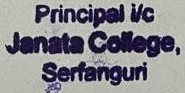 Principal i/c
Janata College,
Serfanguri